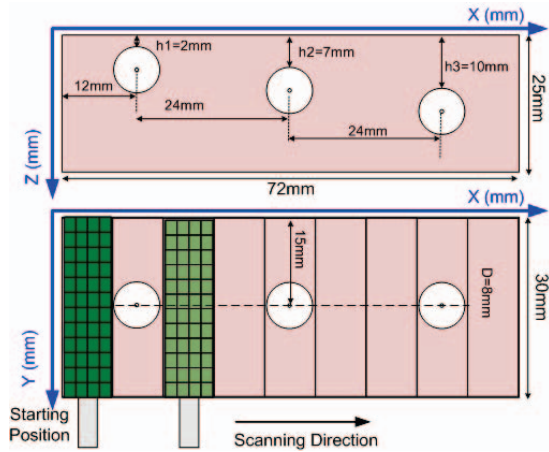 X (mm)
h1=2mm
h2=7mm
h3=10mm
12mm
24mm
24mm
25mm
Z (mm)
72mm
X (mm)
15mm
D=8mm
30mm
Y (mm)
Starting
Position
Scanning Direction